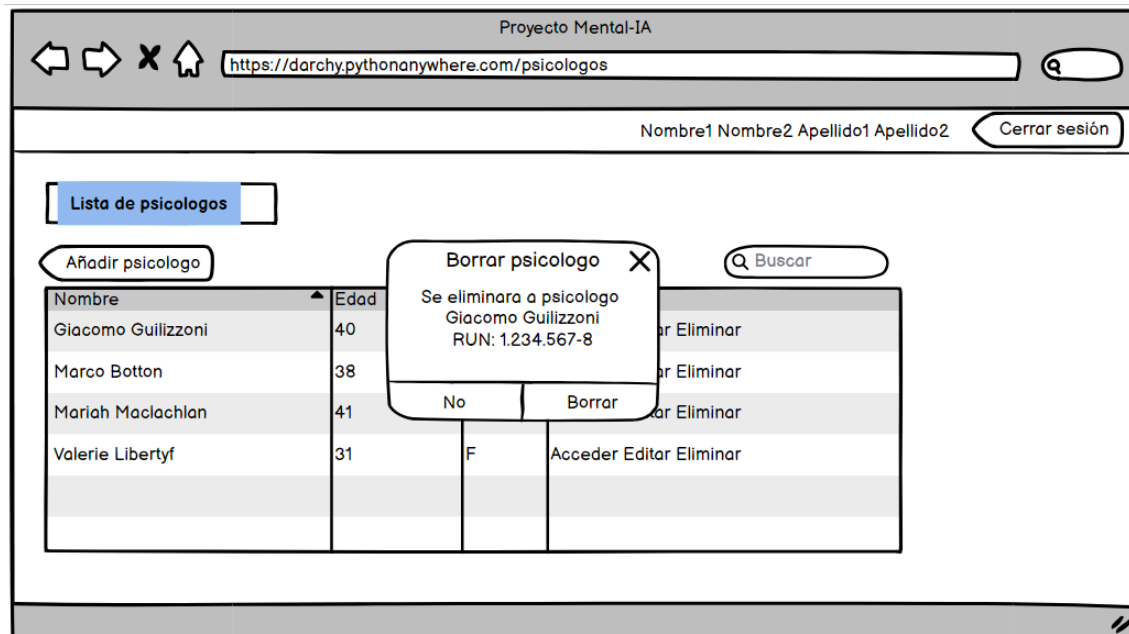 Proyecto Mental-IA
https://darchy.pythonanywhere.com/psicologos
Nombre1 Nombre2 Apellido1 Apellido2
Cerrar sesión
Lista de psicologos
Añadir psicologo
Buscar
Borrar psicologo
Se eliminara a psicologo
Giacomo Guilizzoni
RUN: 1.234.567-8
No Borrar
Nombre Edad
Giacomo Guilizzoni 40 Eliminar
Marco Botton 38 Eliminar
Mariah Maclachlan 41 Eliminar
Valerie Libertyf 31 F Acceder Editar Eliminar